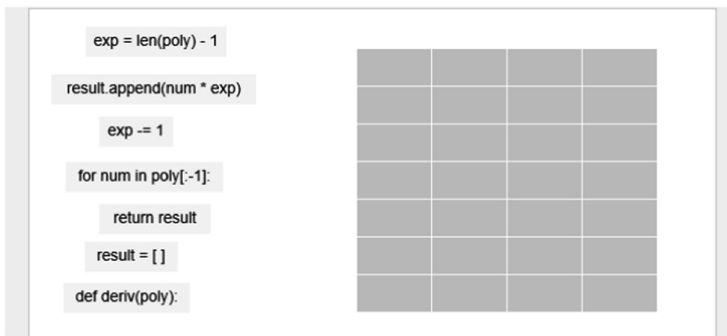 exp = len(poly) - 1
result.append(num * exp)
exp -= 1
for num in poly[:-1]:
return result
result = [ ]
def deriv(poly):